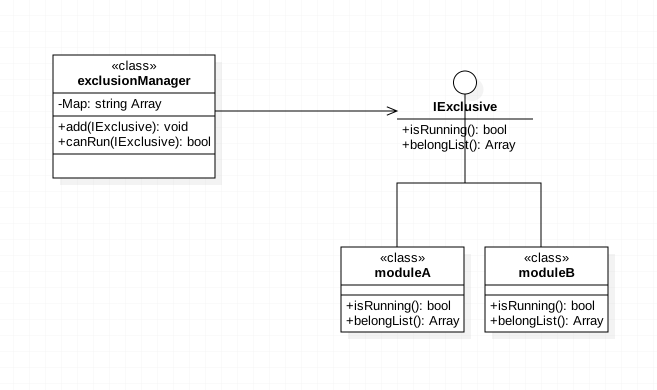 «class»
exclusionManager
-Map: string Array
+add(IExclusive): void
+canRun(IExclusive): bool
IExclusive
+isRunning(): bool
+belongList(): Array
«class»
moduleA
+isRunning(): bool
+belongList(): Array
«class»
moduleB
+isRunning(): bool
+belongList(): Array